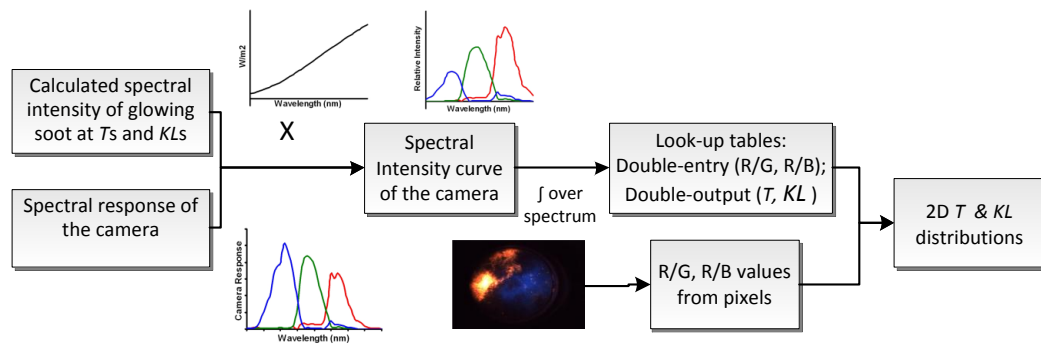 Calculated spectral
intensity of glowing
soot at Ts and KLs
Spectral response of
the camera
W/m2
Wavelength (nm)
X
Camera Response
Wavelength (nm)
Relative Intensity
Wavelength (nm)
Spectral
Intensity curve
of the camera
∫ over
spectrum
Look-up tables:
Double-entry (R/G, R/B);
Double-output (T, KL )
R/G, R/B values
from pixels
2D T & KL
distributions